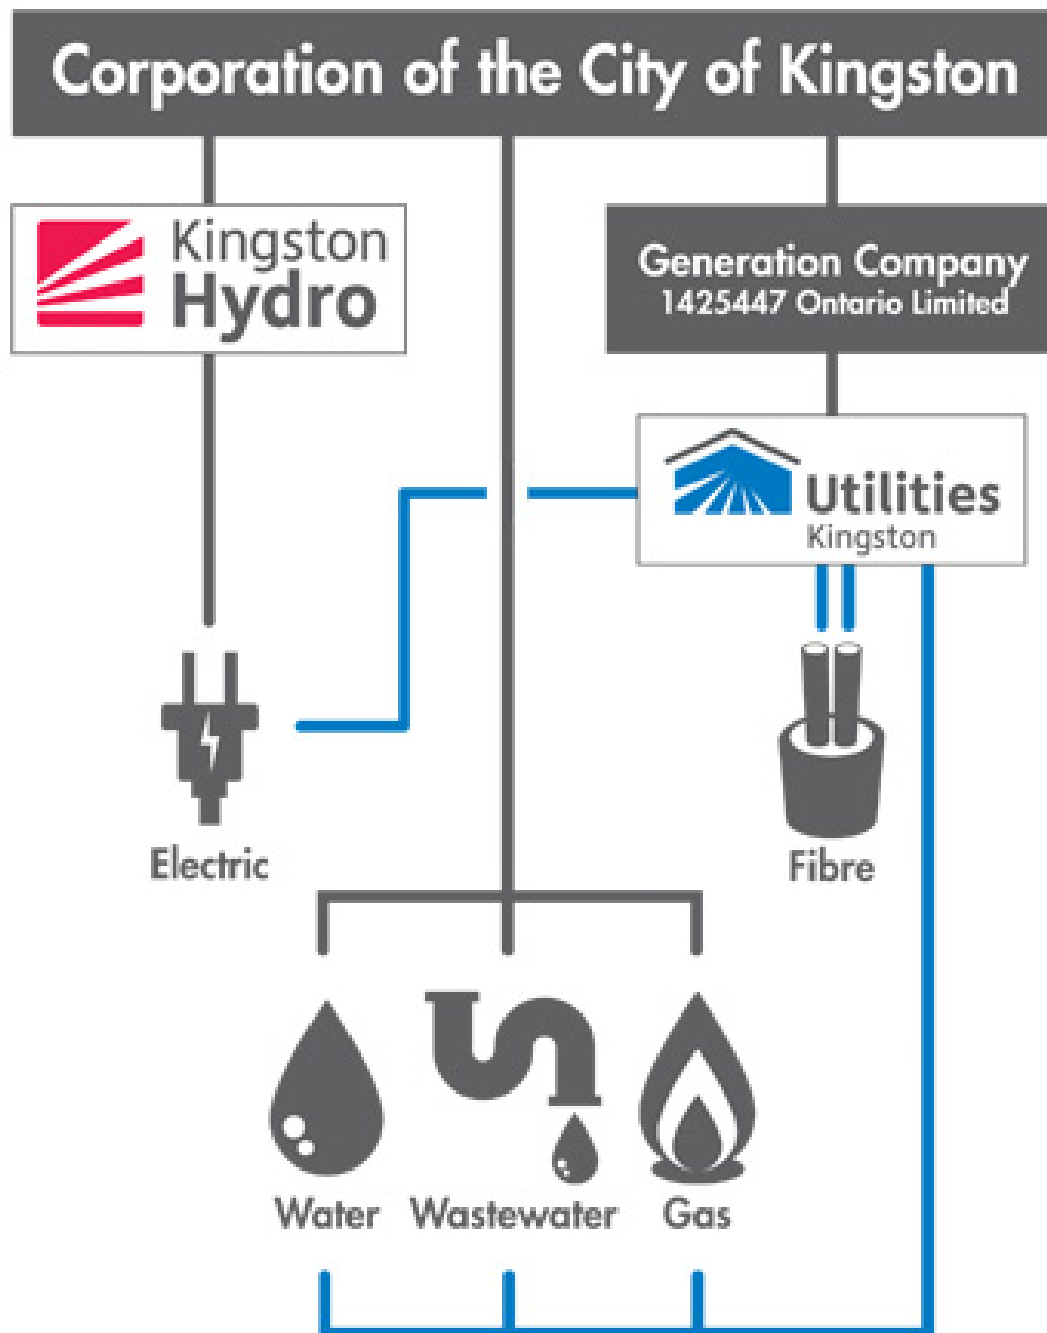 Corporation of the City of Kingston
Kingston
Hydro
Generation Company
1425447 Ontario Limited
Utilities
Kingston
Electric
Fibre
Water
Wastewater
Gas